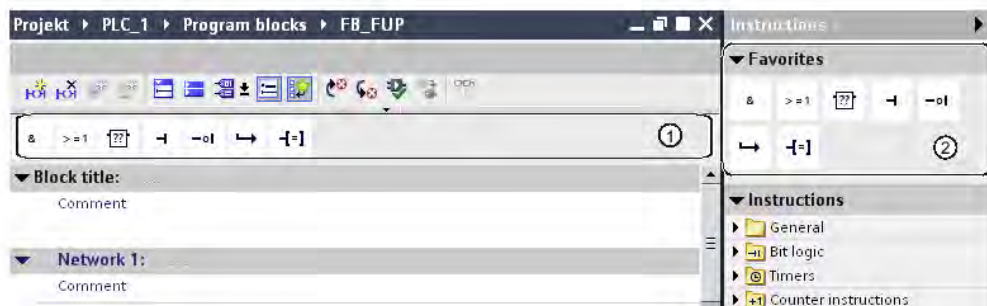 Projekt ▸ PLC_1 ▸ Program blocks ▸ FB_FUP
& >=1 ?? -| -o| ↦ -[=] 1
Block title:
Comment
Network 1:
Comment
Instructions
Favorites
& >=1 ?? -| -o|
↦ -[=] 2
Instructions
General
Bit logic
Timers
+1 Counter instructions